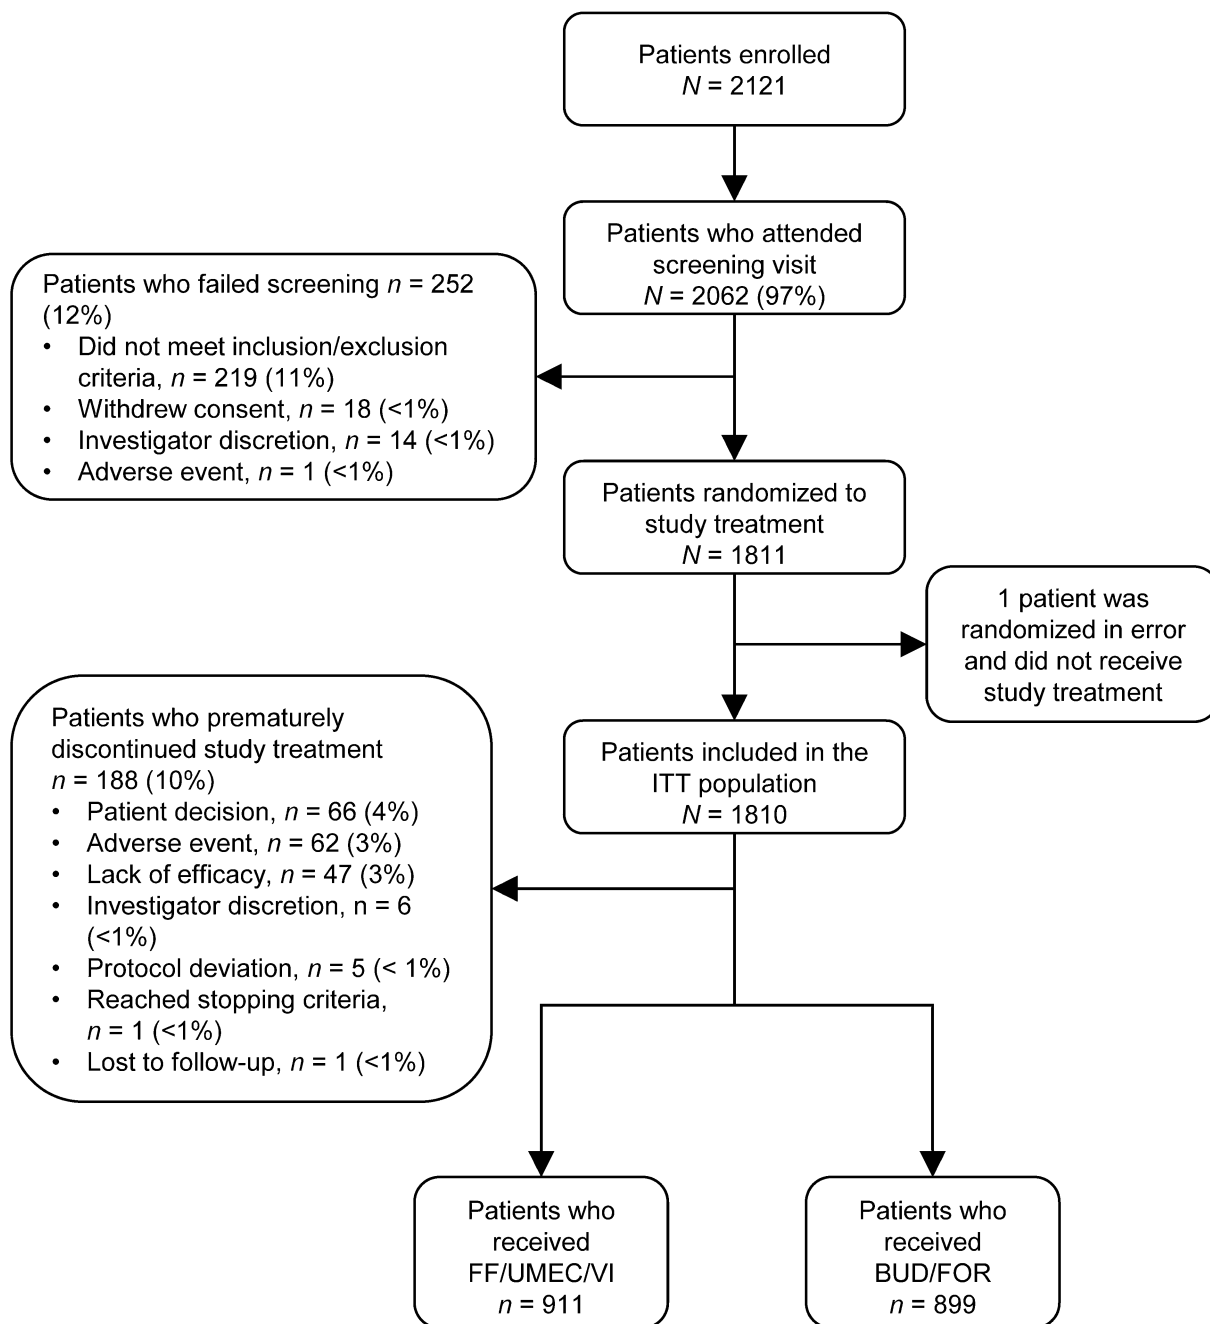 Patients enrolled
N = 2121
Patients who attended
screening visit
N = 2062 (97%)
Patients who failed screening n = 252
(12%)
• Did not meet inclusion/exclusion
criteria, n = 219 (11%)
• Withdrew consent, n = 18 (<1%)
• Investigator discretion, n = 14 (<1%)
• Adverse event, n = 1 (<1%)
Patients randomized to
study treatment
N = 1811
1 patient was
randomized in error
and did not receive
study treatment
Patients included in the
ITT population
N = 1810
Patients who prematurely
discontinued study treatment
n = 188 (10%)
• Patient decision, n = 66 (4%)
• Adverse event, n = 62 (3%)
• Lack of efficacy, n = 47 (3%)
• Investigator discretion, n = 6
(<1%)
• Protocol deviation, n = 5 (< 1%)
• Reached stopping criteria,
n = 1 (<1%)
• Lost to follow-up, n = 1 (<1%)
Patients who
received
FF/UMEC/VI
n = 911
Patients who
received
BUD/FOR
n = 899